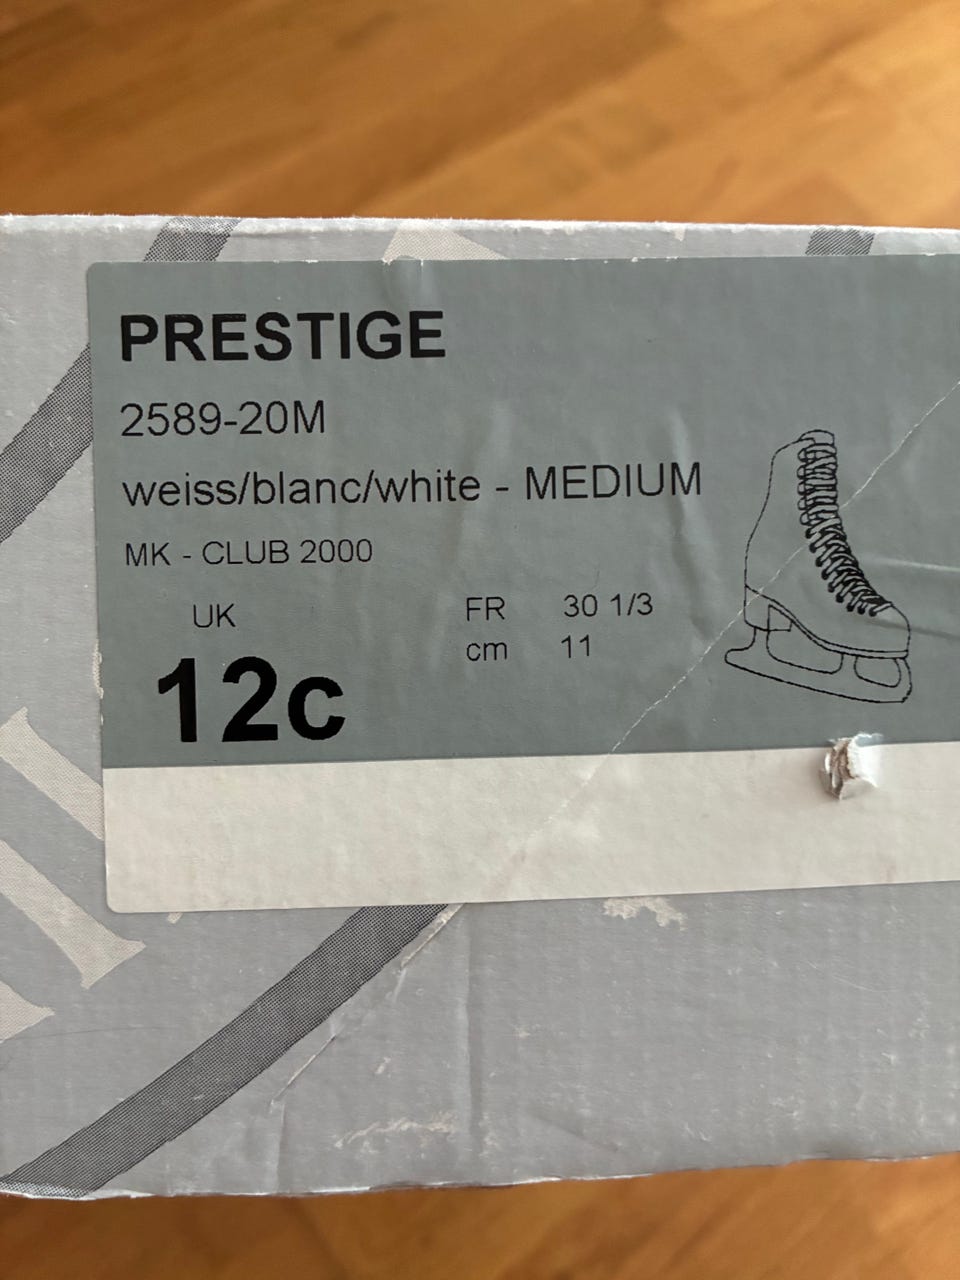 PRESTIGE
2589-20M
weiss/blanc/white - MEDIUM
MK - CLUB 2000
UK
12c
FR 30 1/3
cm 11